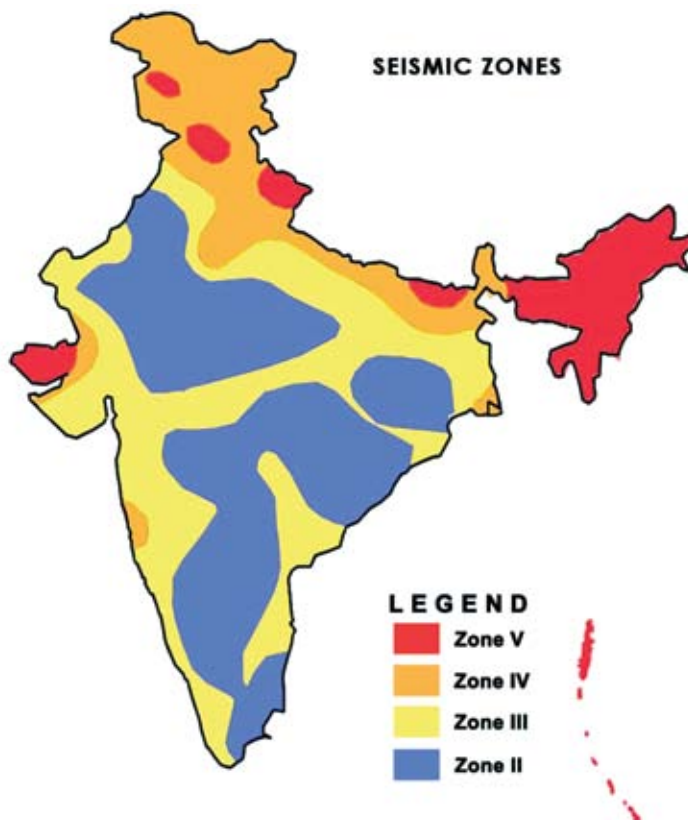 SEISMIC ZONES
LEGEND
Zone V
Zone IV
Zone III
Zone II